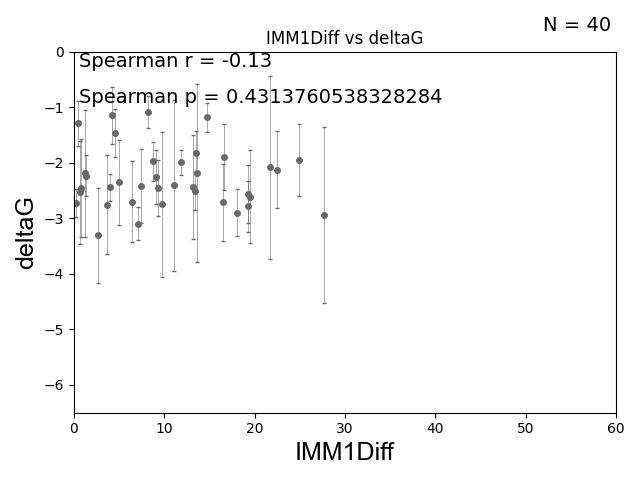 N = 40
IMM1Diff vs deltaG
Spearman r = -0.13
Spearman p = 0.4313760538328284
deltaG
0
−1
−2
−3
−4
−5
−6
0 10 20 30 40 50 60
IMM1Diff